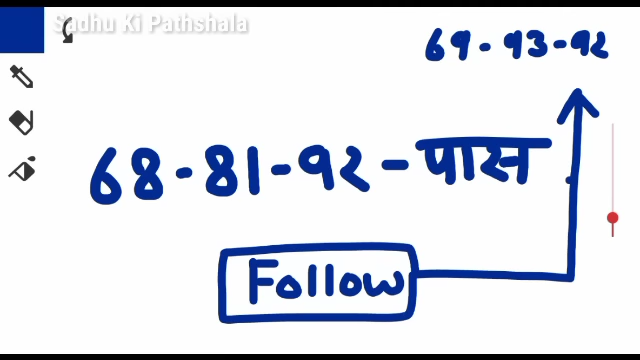 Sadhu Ki Pathshala
69 - 93 - 92
68 - 81 - 92 - पास
Follow